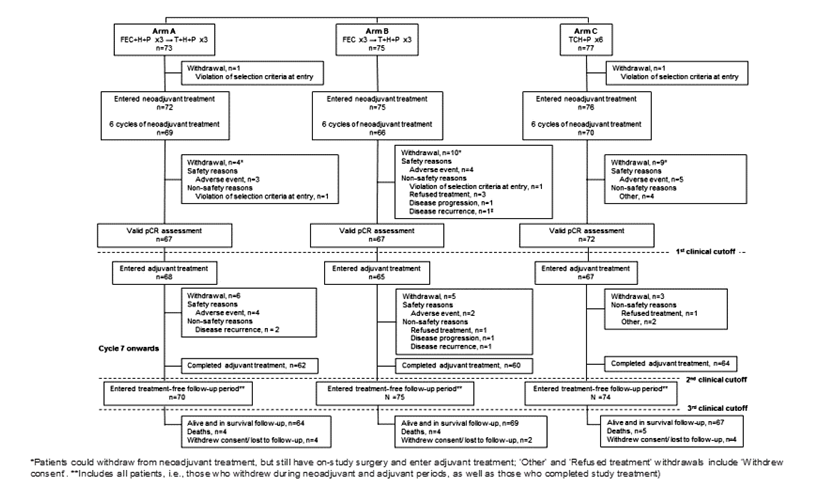 Arm A
FEC+H+P x3 → T+H+P x3
n=73
Arm B
FEC x3 → T+H+P x3
n=75
Arm C
TCH+P x6
n=77
Withdrawal, n=1
Violation of selection criteria at entry
Withdrawal, n=1
Violation of selection criteria at entry
Entered neoadjuvant treatment
n=72
6 cycles of neoadjuvant treatment
n=69
Entered neoadjuvant treatment
n=75
6 cycles of neoadjuvant treatment
n=66
Entered neoadjuvant treatment
n=76
6 cycles of neoadjuvant treatment
n=70
Withdrawal, n=4*
Safety reasons
Adverse event, n=3
Non-safety reasons
Violation of selection criteria at entry, n=1
Withdrawal, n=10*
Safety reasons
Adverse event, n=4
Non-safety reasons
Violation of selection criteria at entry, n=1
Refused treatment, n=3
Disease progression, n=1
Disease recurrence, n=1‡
Withdrawal, n=9*
Safety reasons
Adverse event, n=5
Non-safety reasons
Other, n=4
Valid pCR assessment
n=67
Valid pCR assessment
n=67
Valid pCR assessment
n=72
1st clinical cutoff
Entered adjuvant treatment
n=68
Entered adjuvant treatment
n=65
Entered adjuvant treatment
n=67
Withdrawal, n=6
Safety reasons
Adverse event, n=4
Non-safety reasons
Disease recurrence, n = 2
Withdrawal, n=5
Safety reasons
Adverse event, n=2
Non-safety reasons
Refused treatment, n=1
Disease progression, n=1
Disease recurrence, n=1
Withdrawal, n=3
Non-safety reasons
Refused treatment, n=1
Other, n=2
Cycle 7 onwards
Completed adjuvant treatment, n=62
Completed adjuvant treatment, n=60
Completed adjuvant treatment, n=64
2nd clinical cutoff
Entered treatment-free follow-up period**
n=70
Entered treatment-free follow-up period**
N =75
Entered treatment-free follow-up period**
N =74
3rd clinical cutoff
Alive and in survival follow-up, n=64
Deaths, n=4
Withdrew consent/ lost to follow-up, n=4
Alive and in survival follow-up, n=69
Deaths, n=4
Withdrew consent/ lost to follow-up, n=2
Alive and in survival follow-up, n=67
Deaths, n=5
Withdrew consent/ lost to follow-up, n=4
*Patients could withdraw from neoadjuvant treatment, but still have on-study surgery and enter adjuvant treatment; 'Other' and 'Refused treatment' withdrawals include 'Withdrew
consent'. **Includes all patients, i.e., those who withdrew during neoadjuvant and adjuvant periods, as well as those who completed study treatment)